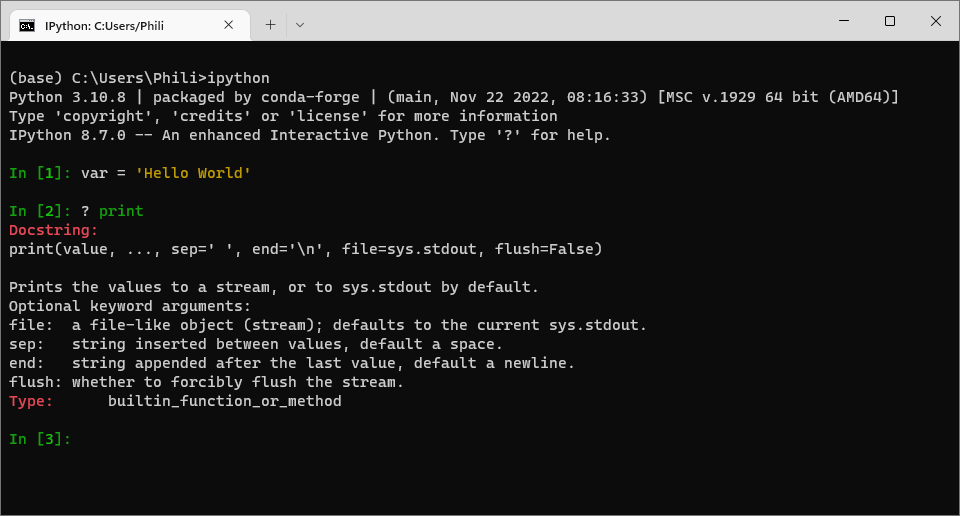 IPython: C:Users/Phili
(base) C:\Users\Phili>ipython
Python 3.10.8 | packaged by conda-forge | (main, Nov 22 2022, 08:16:33) [MSC v.1929 64 bit (AMD64)]
Type 'copyright', 'credits' or 'license' for more information
IPython 8.7.0 -- An enhanced Interactive Python. Type '?' for help.
In [1]: var = 'Hello World'
In [2]: ? print
Docstring:
print(value, ..., sep=' ', end='\n', file=sys.stdout, flush=False)
Prints the values to a stream, or to sys.stdout by default.
Optional keyword arguments:
file:  a file-like object (stream); defaults to the current sys.stdout.
sep:   string inserted between values, default a space.
end:   string appended after the last value, default a newline.
flush: whether to forcibly flush the stream.
Type:      builtin_function_or_method
In [3]: